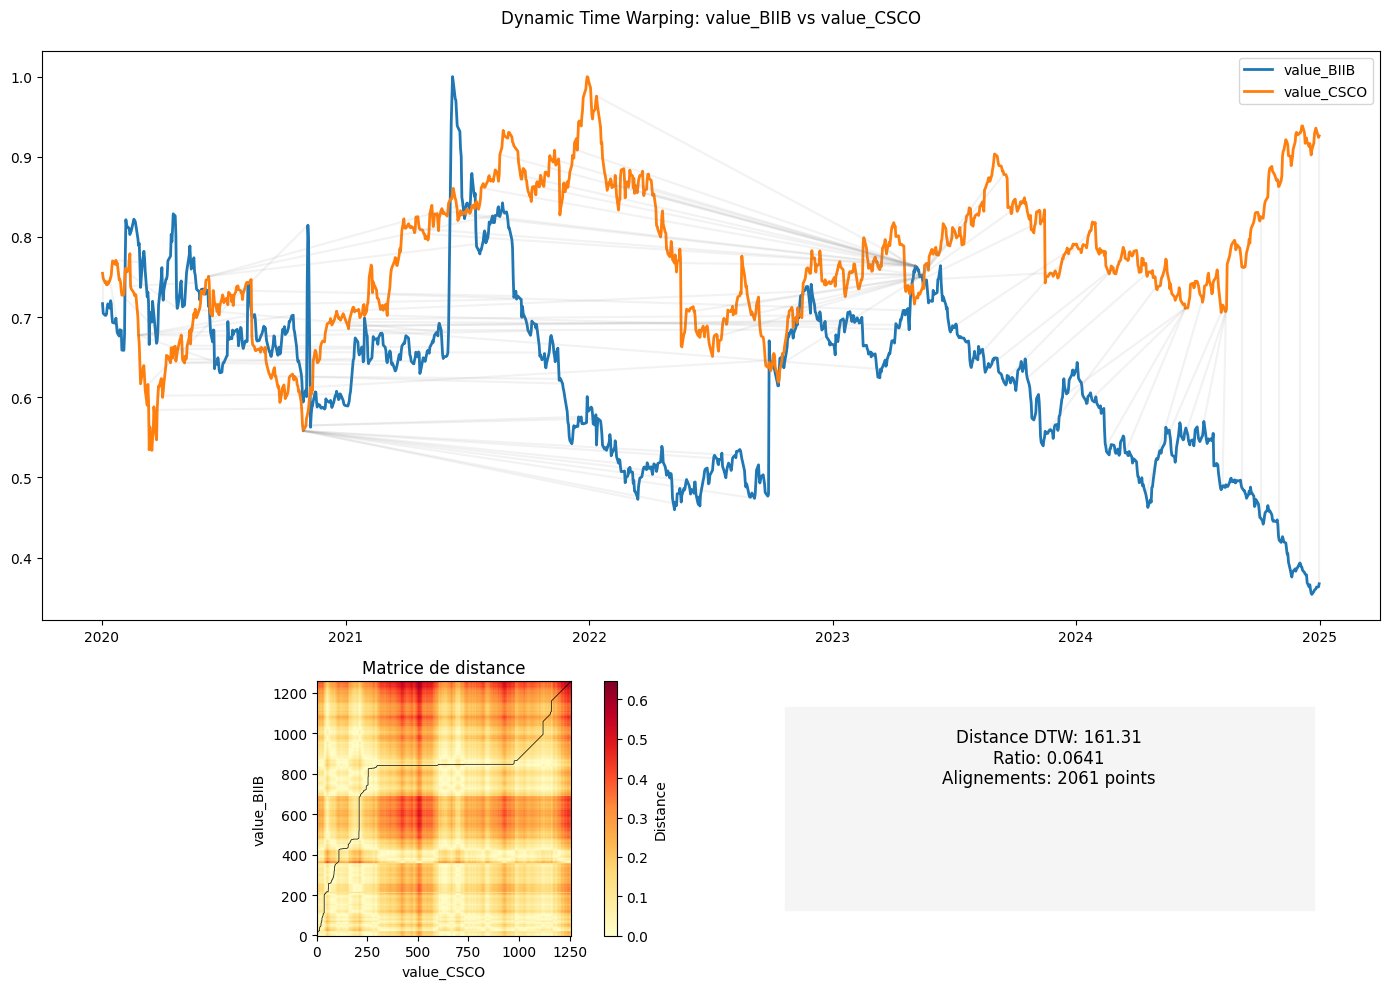 Dynamic Time Warping: value_BIIB vs value_CSCO
value_BIIB
value_CSCO
1.0
0.9
0.8
0.7
0.6
0.5
0.4
2020 2021 2022 2023 2024 2025
Matrice de distance
value_BIIB
1200
1000
800
600
400
200
0
0 250 500 750 1000 1250
value_CSCO
0.6
0.5
0.4
0.3
0.2
0.1
0.0
Distance
Distance DTW: 161.31
Ratio: 0.0641
Alignements: 2061 points